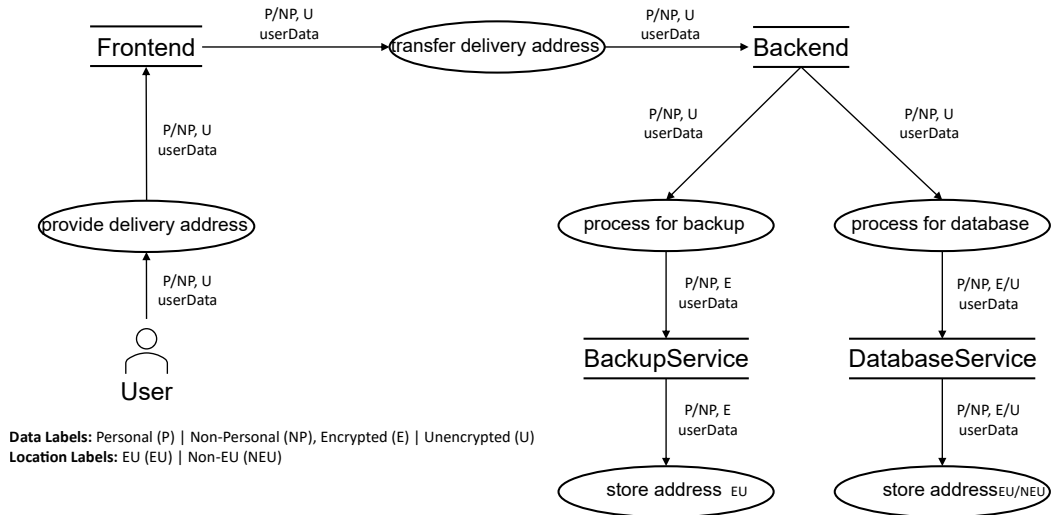 P/NP, U
userData
P/NP, U
userData
Frontend
transfer delivery address
Backend
P/NP, U
userData
P/NP, U
userData
P/NP, U
userData
provide delivery address
process for backup
process for database
P/NP, U
userData
P/NP, E
userData
P/NP, E/U
userData
BackupService
DatabaseService
User
P/NP, E
userData
P/NP, E/U
userData
Data Labels: Personal (P) | Non-Personal (NP), Encrypted (E) | Unencrypted (U)
Location Labels: EU (EU) | Non-EU (NEU)
store address EU
store address EU/NEU